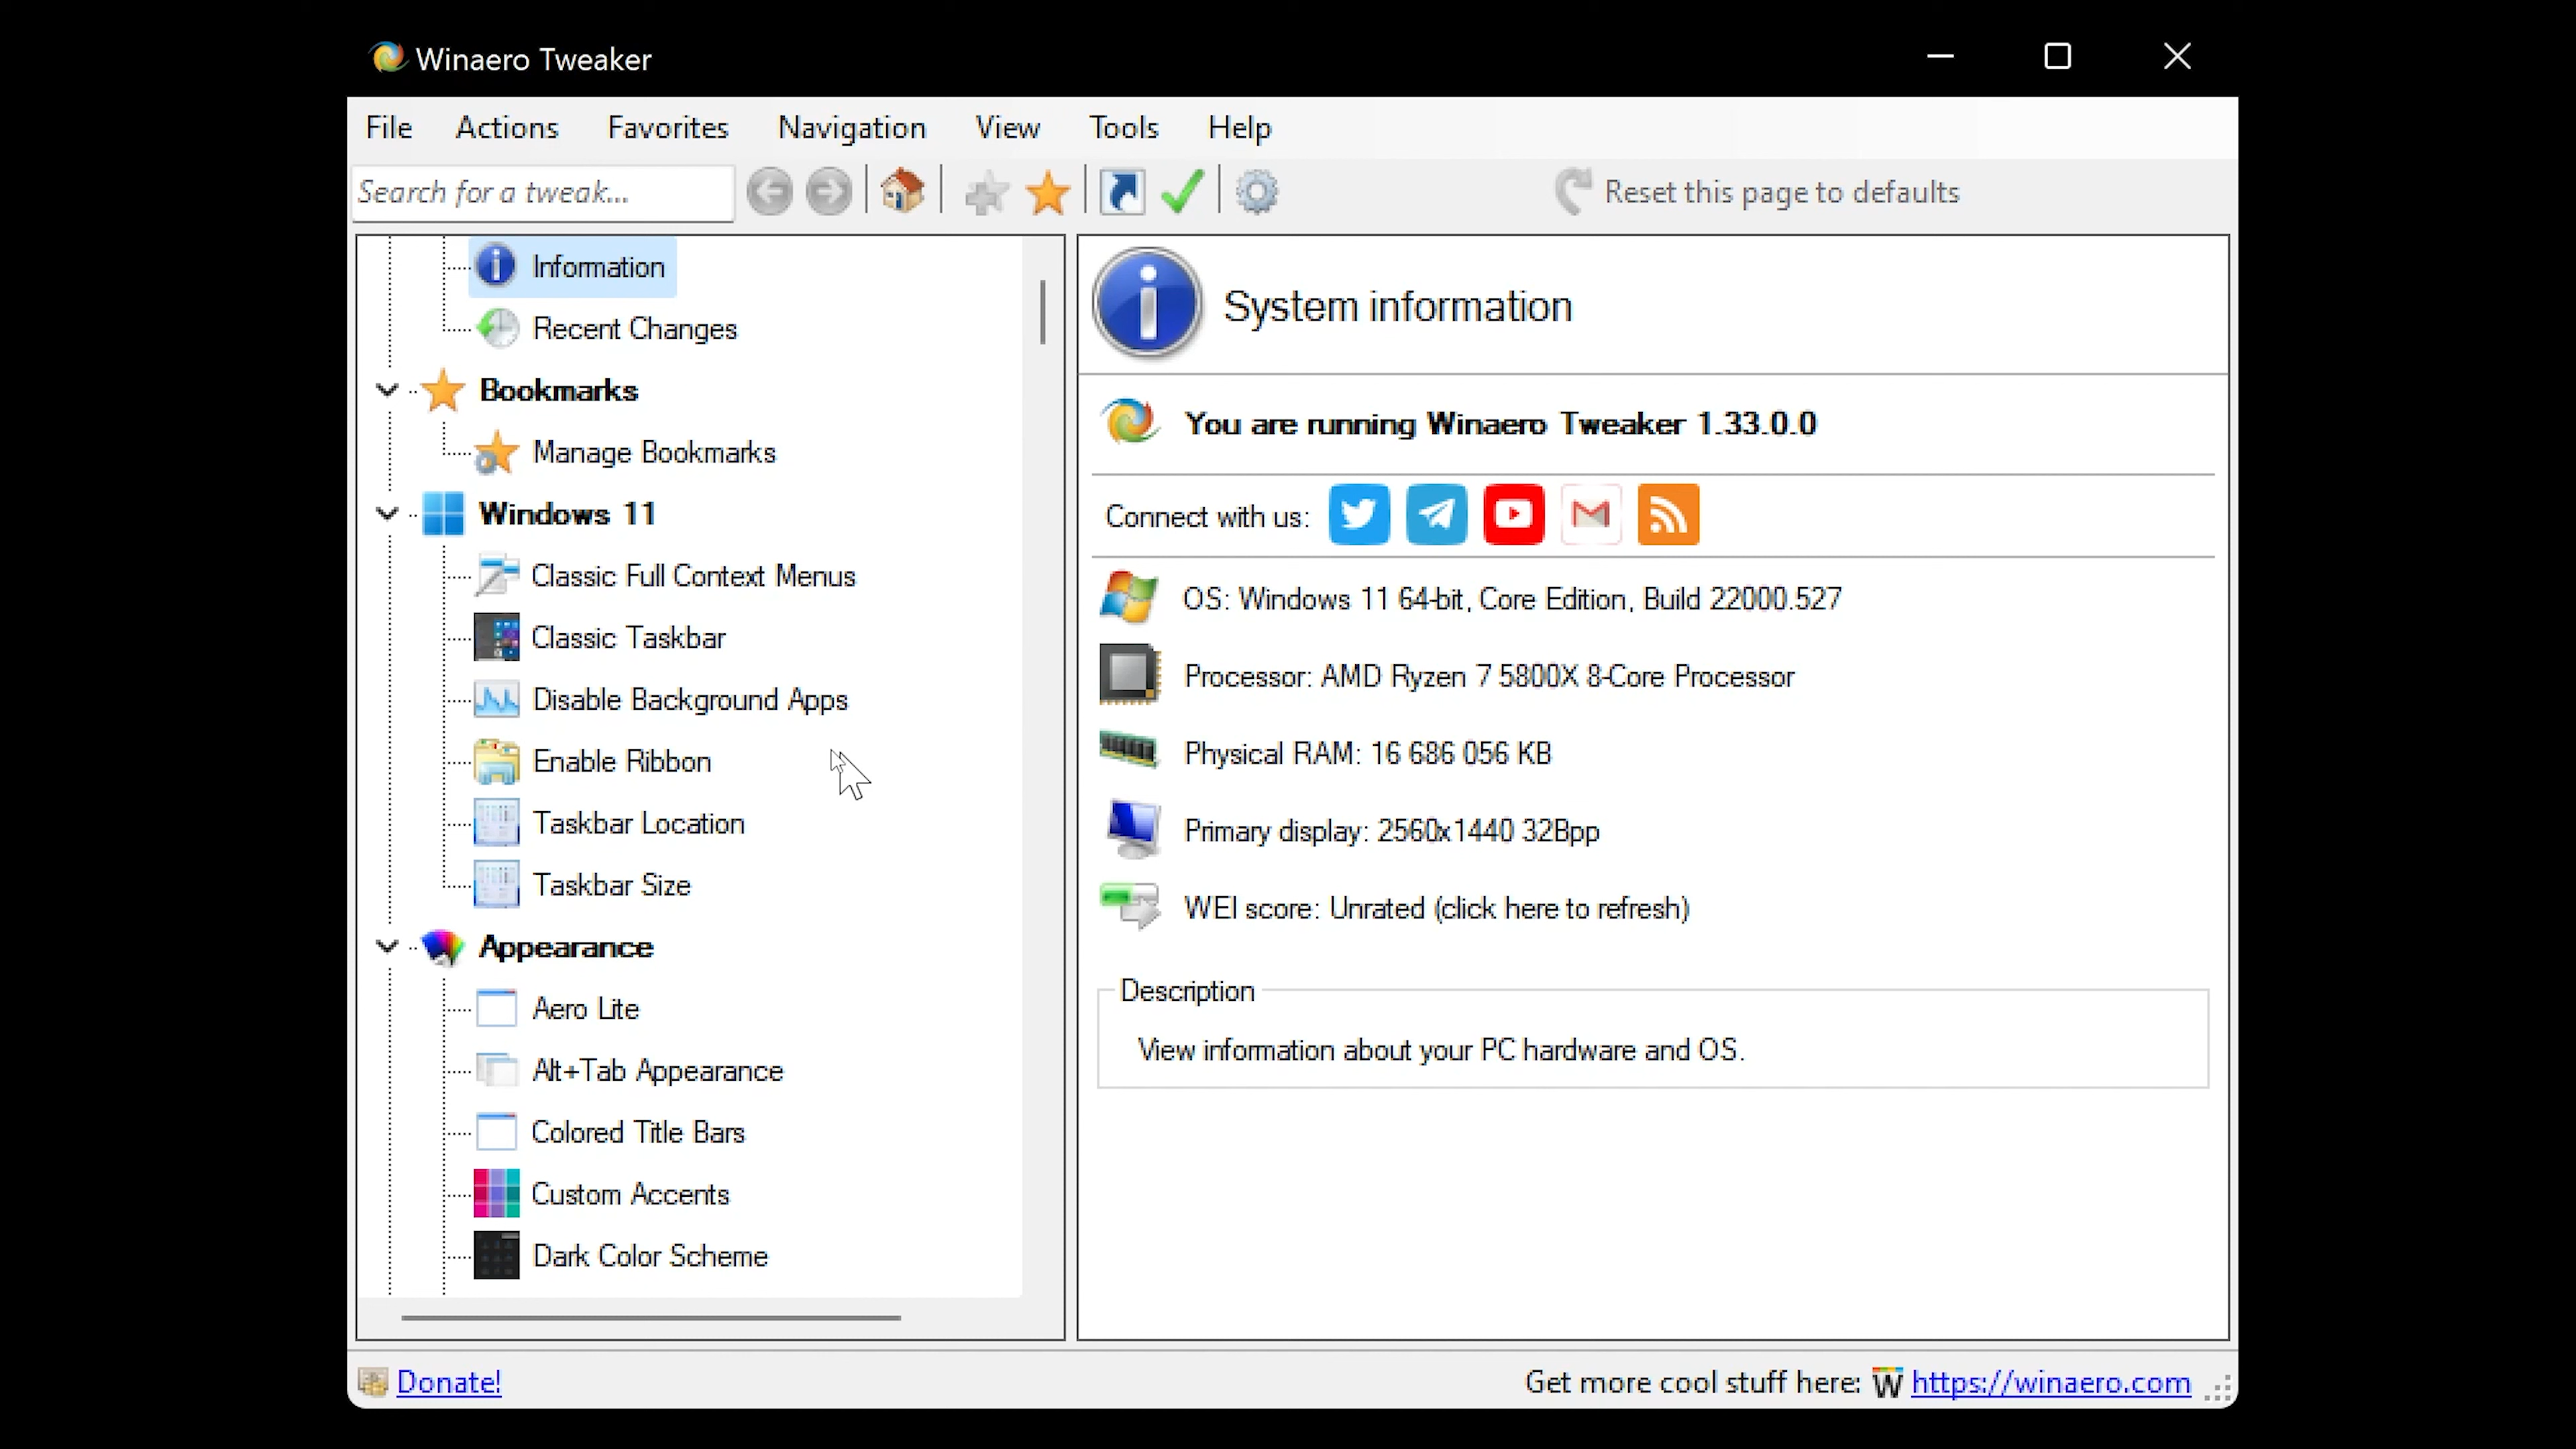 Winaero Tweaker
File Actions Favorites Navigation View Tools Help
Search for a tweak...
Reset this page to defaults
Information
Recent Changes
Bookmarks
Manage Bookmarks
Windows 11
Classic Full Context Menus
Classic Taskbar
Disable Background Apps
Enable Ribbon
Taskbar Location
Taskbar Size
Appearance
Aero Lite
Alt+Tab Appearance
Colored Title Bars
Custom Accents
Dark Color Scheme
System information
You are running Winaero Tweaker 1.33.0.0
Connect with us:
OS: Windows 11 64-bit, Core Edition, Build 22000.527
Processor: AMD Ryzen 7 5800X 8-Core Processor
Physical RAM: 16 686 056 KB
Primary display: 2560x1440 32Bpp
WEI score: Unrated (click here to refresh)
Description
View information about your PC hardware and OS.
Donate!
Get more cool stuff here: W https://winaero.com